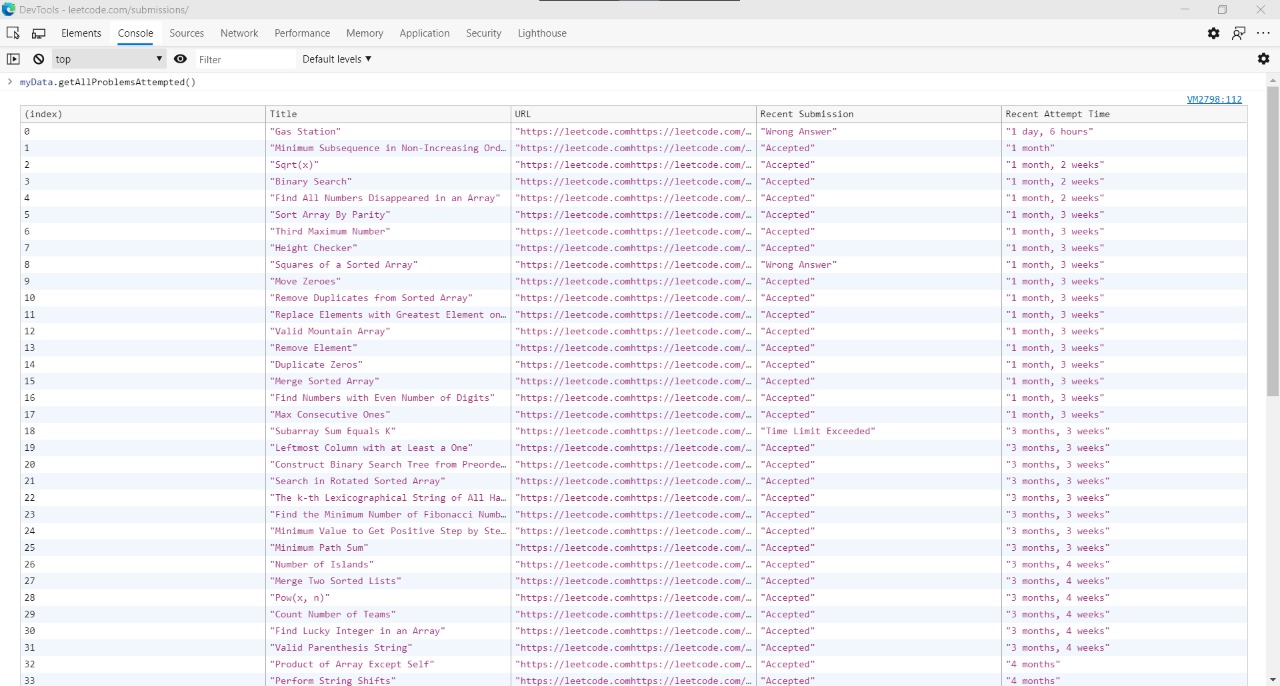 DevTools - leetcode.com/submissions/
Elements Console Sources Network Performance Memory Application Security Lighthouse
top Filter Default levels
myData.getAllProblemsAttempted()
VM2798:112
(index) Title URL Recent Submission Recent Attempt Time
0 "Gas Station" "https://leetcode.comhttps://leetcode.com/… "Wrong Answer" "1 day, 6 hours"
1 "Minimum Subsequence in Non-Increasing Ord… "https://leetcode.comhttps://leetcode.com/… "Accepted" "1 month"
2 "Sqrt(x)" "https://leetcode.comhttps://leetcode.com/… "Accepted" "1 month, 2 weeks"
3 "Binary Search" "https://leetcode.comhttps://leetcode.com/… "Accepted" "1 month, 2 weeks"
4 "Find All Numbers Disappeared in an Array" "https://leetcode.comhttps://leetcode.com/… "Accepted" "1 month, 2 weeks"
5 "Sort Array By Parity" "https://leetcode.comhttps://leetcode.com/… "Accepted" "1 month, 3 weeks"
6 "Third Maximum Number" "https://leetcode.comhttps://leetcode.com/… "Accepted" "1 month, 3 weeks"
7 "Height Checker" "https://leetcode.comhttps://leetcode.com/… "Accepted" "1 month, 3 weeks"
8 "Squares of a Sorted Array" "https://leetcode.comhttps://leetcode.com/… "Wrong Answer" "1 month, 3 weeks"
9 "Move Zeroes" "https://leetcode.comhttps://leetcode.com/… "Accepted" "1 month, 3 weeks"
10 "Remove Duplicates from Sorted Array" "https://leetcode.comhttps://leetcode.com/… "Accepted" "1 month, 3 weeks"
11 "Replace Elements with Greatest Element on… "https://leetcode.comhttps://leetcode.com/… "Accepted" "1 month, 3 weeks"
12 "Valid Mountain Array" "https://leetcode.comhttps://leetcode.com/… "Accepted" "1 month, 3 weeks"
13 "Remove Element" "https://leetcode.comhttps://leetcode.com/… "Accepted" "1 month, 3 weeks"
14 "Duplicate Zeros" "https://leetcode.comhttps://leetcode.com/… "Accepted" "1 month, 3 weeks"
15 "Merge Sorted Array" "https://leetcode.comhttps://leetcode.com/… "Accepted" "1 month, 3 weeks"
16 "Find Numbers with Even Number of Digits" "https://leetcode.comhttps://leetcode.com/… "Accepted" "1 month, 3 weeks"
17 "Max Consecutive Ones" "https://leetcode.comhttps://leetcode.com/… "Accepted" "1 month, 3 weeks"
18 "Subarray Sum Equals K" "https://leetcode.comhttps://leetcode.com/… "Time Limit Exceeded" "3 months, 3 weeks"
19 "Leftmost Column with at Least a One" "https://leetcode.comhttps://leetcode.com/… "Accepted" "3 months, 3 weeks"
20 "Construct Binary Search Tree from Preorde… "https://leetcode.comhttps://leetcode.com/… "Accepted" "3 months, 3 weeks"
21 "Search in Rotated Sorted Array" "https://leetcode.comhttps://leetcode.com/… "Accepted" "3 months, 3 weeks"
22 "The k-th Lexicographical String of All Ha… "https://leetcode.comhttps://leetcode.com/… "Accepted" "3 months, 3 weeks"
23 "Find the Minimum Number of Fibonacci Numb… "https://leetcode.comhttps://leetcode.com/… "Accepted" "3 months, 3 weeks"
24 "Minimum Value to Get Positive Step by Ste… "https://leetcode.comhttps://leetcode.com/… "Accepted" "3 months, 3 weeks"
25 "Minimum Path Sum" "https://leetcode.comhttps://leetcode.com/… "Accepted" "3 months, 3 weeks"
26 "Number of Islands" "https://leetcode.comhttps://leetcode.com/… "Accepted" "3 months, 4 weeks"
27 "Merge Two Sorted Lists" "https://leetcode.comhttps://leetcode.com/… "Accepted" "3 months, 4 weeks"
28 "Pow(x, n)" "https://leetcode.comhttps://leetcode.com/… "Accepted" "3 months, 4 weeks"
29 "Count Number of Teams" "https://leetcode.comhttps://leetcode.com/… "Accepted" "3 months, 4 weeks"
30 "Find Lucky Integer in an Array" "https://leetcode.comhttps://leetcode.com/… "Accepted" "3 months, 4 weeks"
31 "Valid Parenthesis String" "https://leetcode.comhttps://leetcode.com/… "Accepted" "3 months, 4 weeks"
32 "Product of Array Except Self" "https://leetcode.comhttps://leetcode.com/… "Accepted" "4 months"
33 "Perform String Shifts" "https://leetcode.comhttps://leetcode.com/… "Accepted" "4 months"